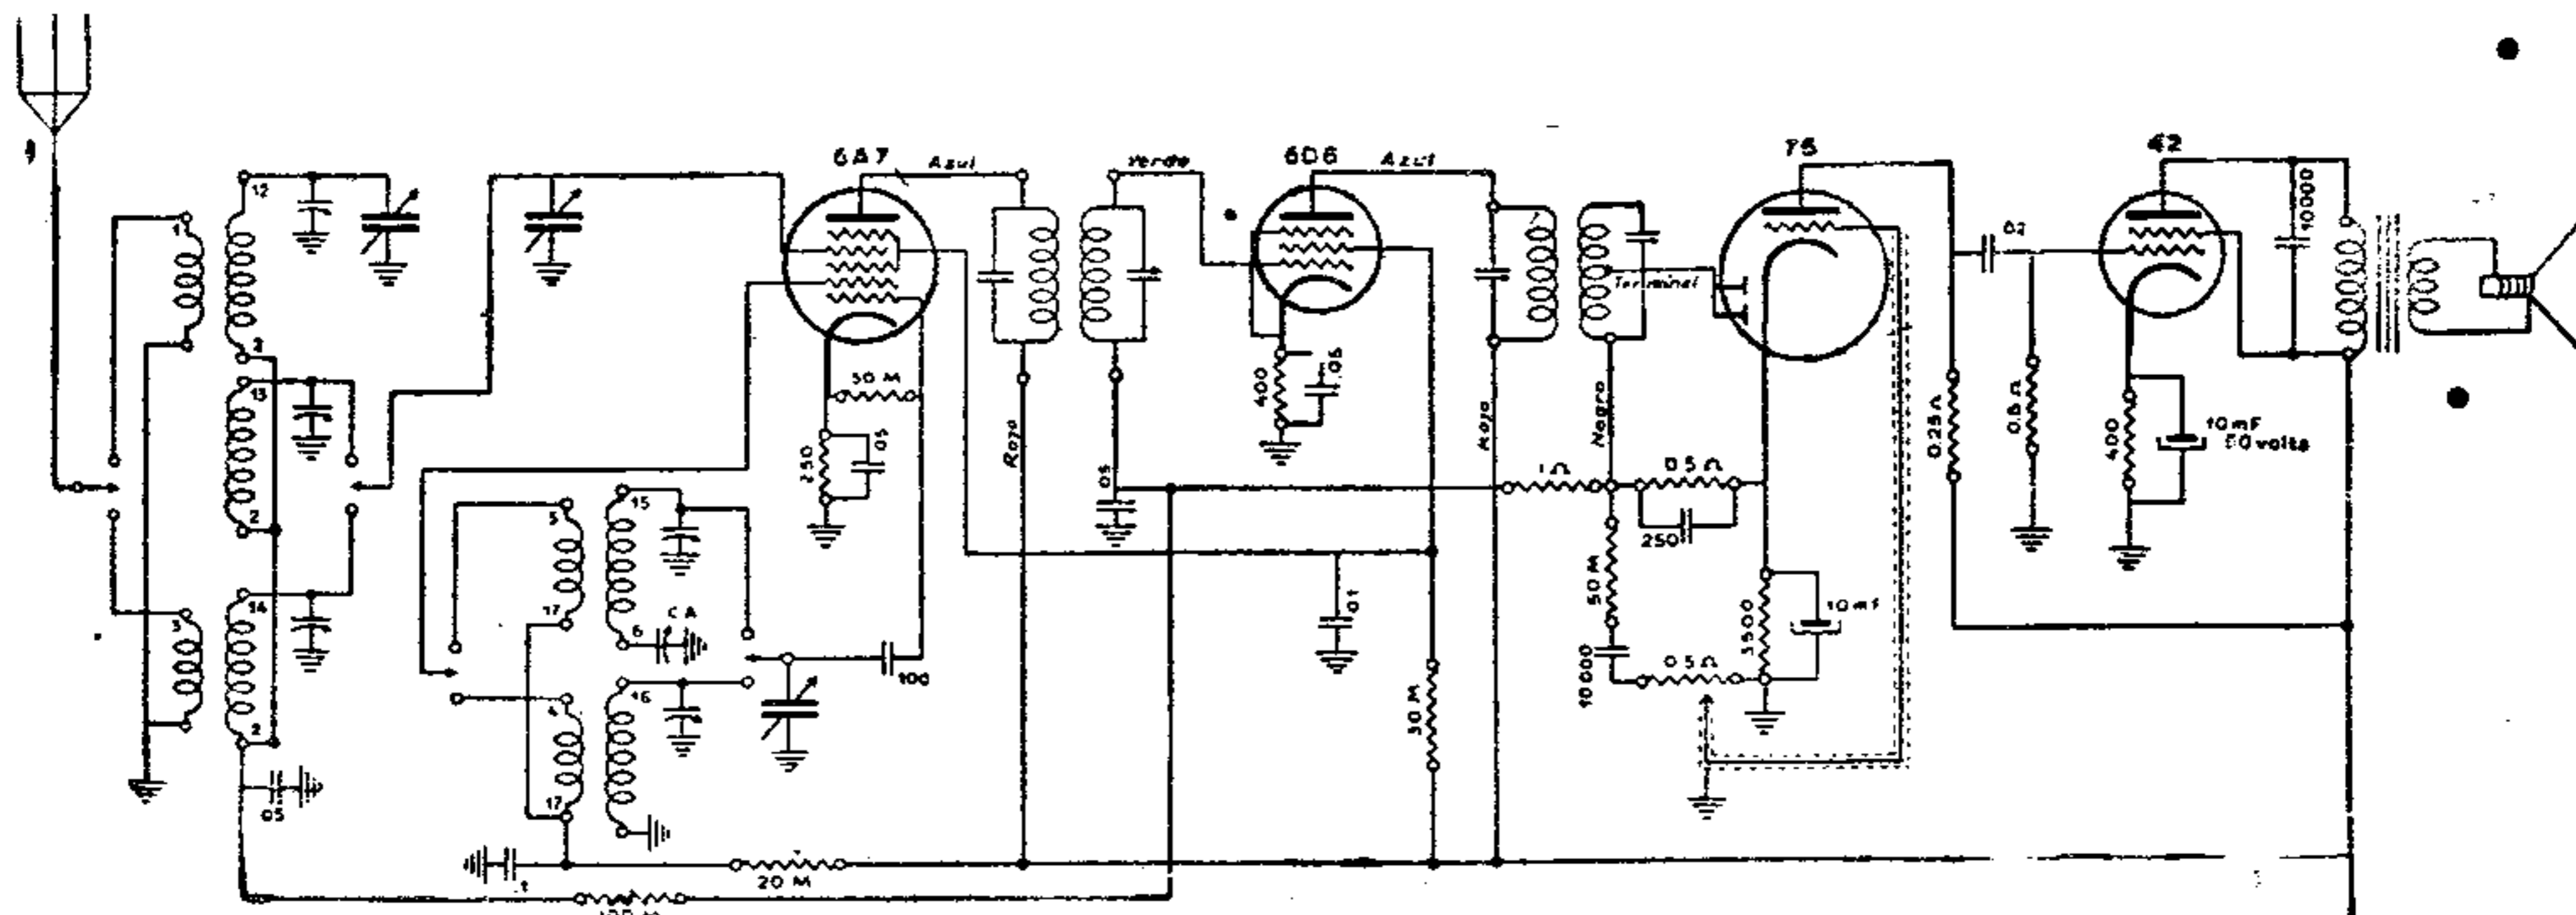 6A7
Azul
Verde
6D6
Azul
75
42
12
1
10000
02
Terminal
2
13
50 M
400
.05
Rojo
Negro
0.25 Ω
0.5 Ω
400
10 mF
50 volts
250
.05
Rojo
1 Ω
0.5 Ω
05
2
5
15
250
14
3
17
6
C A
01
50 M
3500
10 mF
100
16
4
10000
0.5 Ω
30 M
2
05
17
.1
20 M